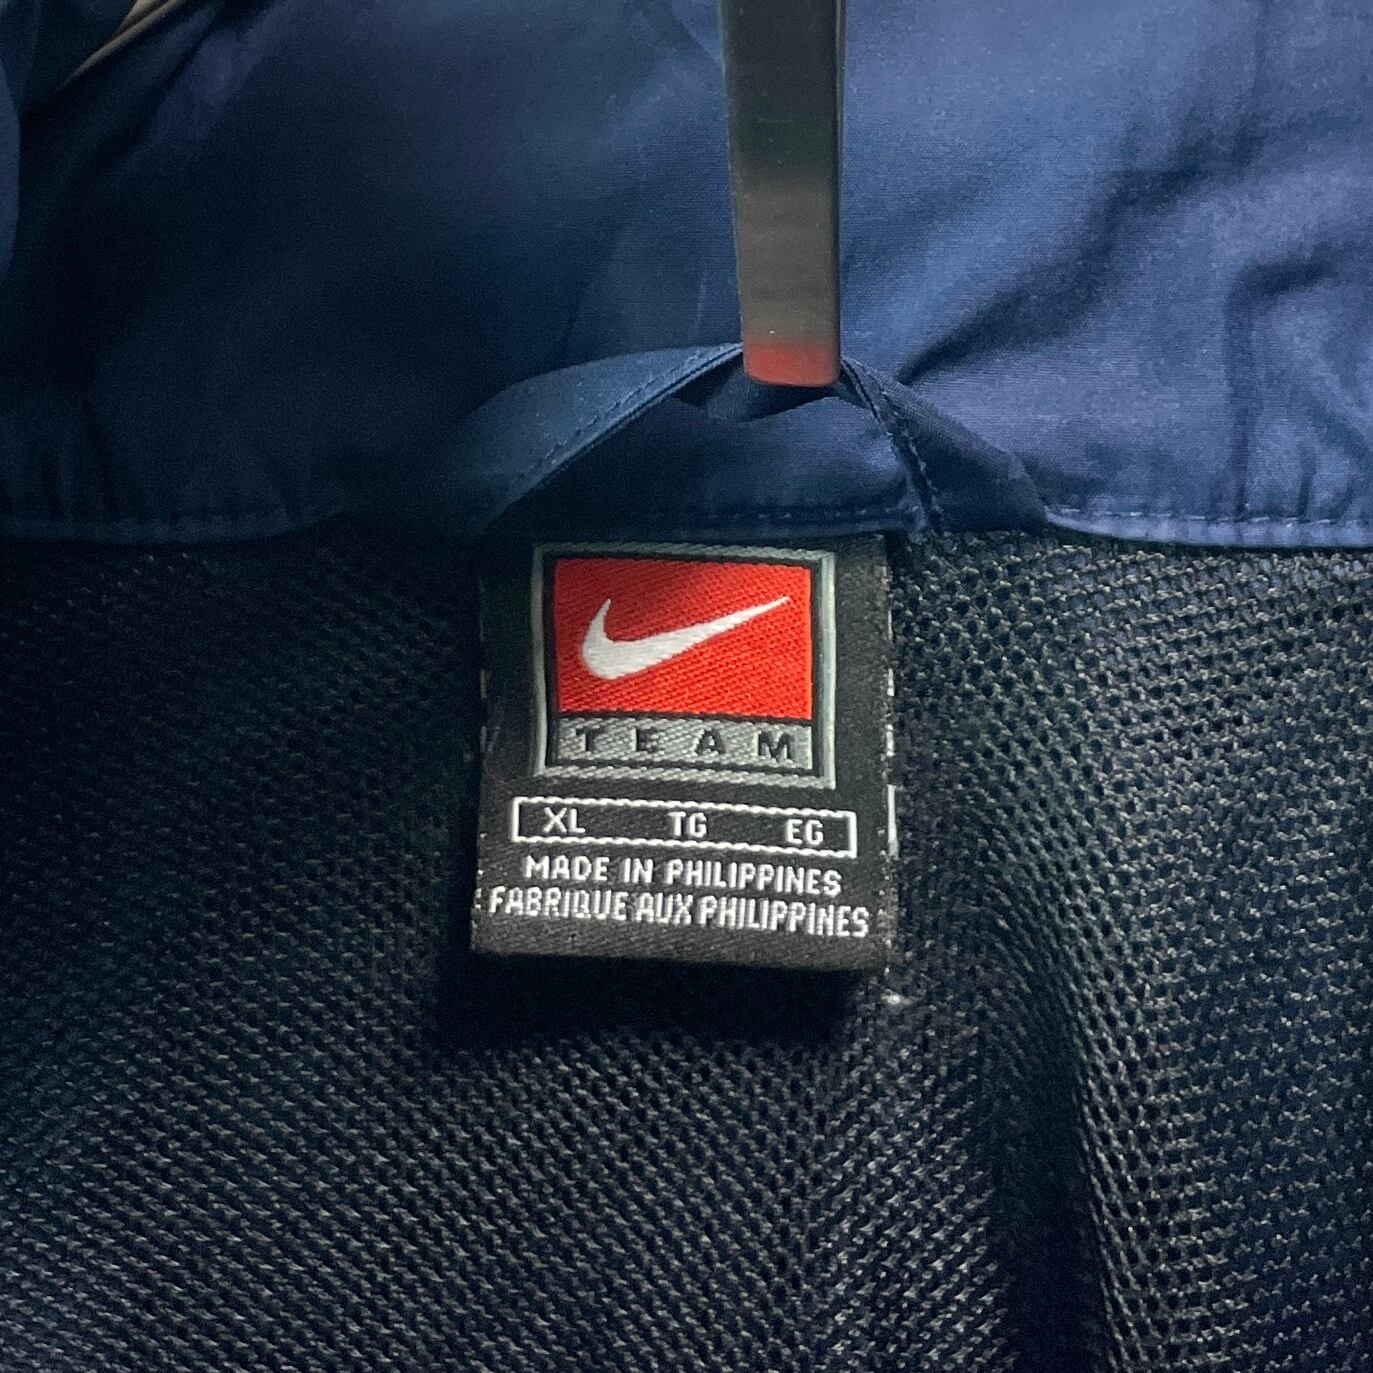 TEAM
XL TG EG
MADE IN PHILIPPINES
FABRIQUE AUX PHILIPPINES